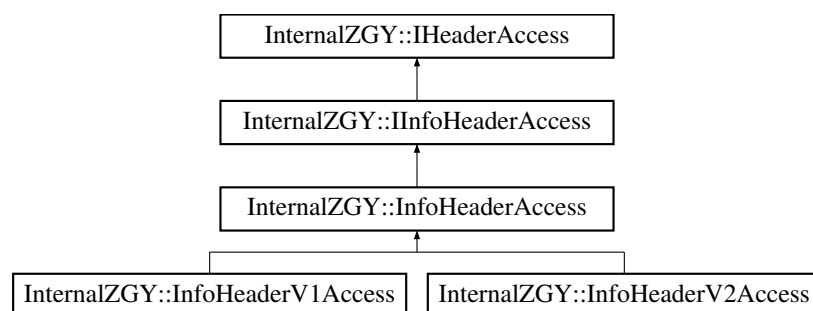 InternalZGY::IHeaderAccess
InternalZGY::IInfoHeaderAccess
InternalZGY::InfoHeaderAccess
InternalZGY::InfoHeaderV1Access InternalZGY::InfoHeaderV2Access